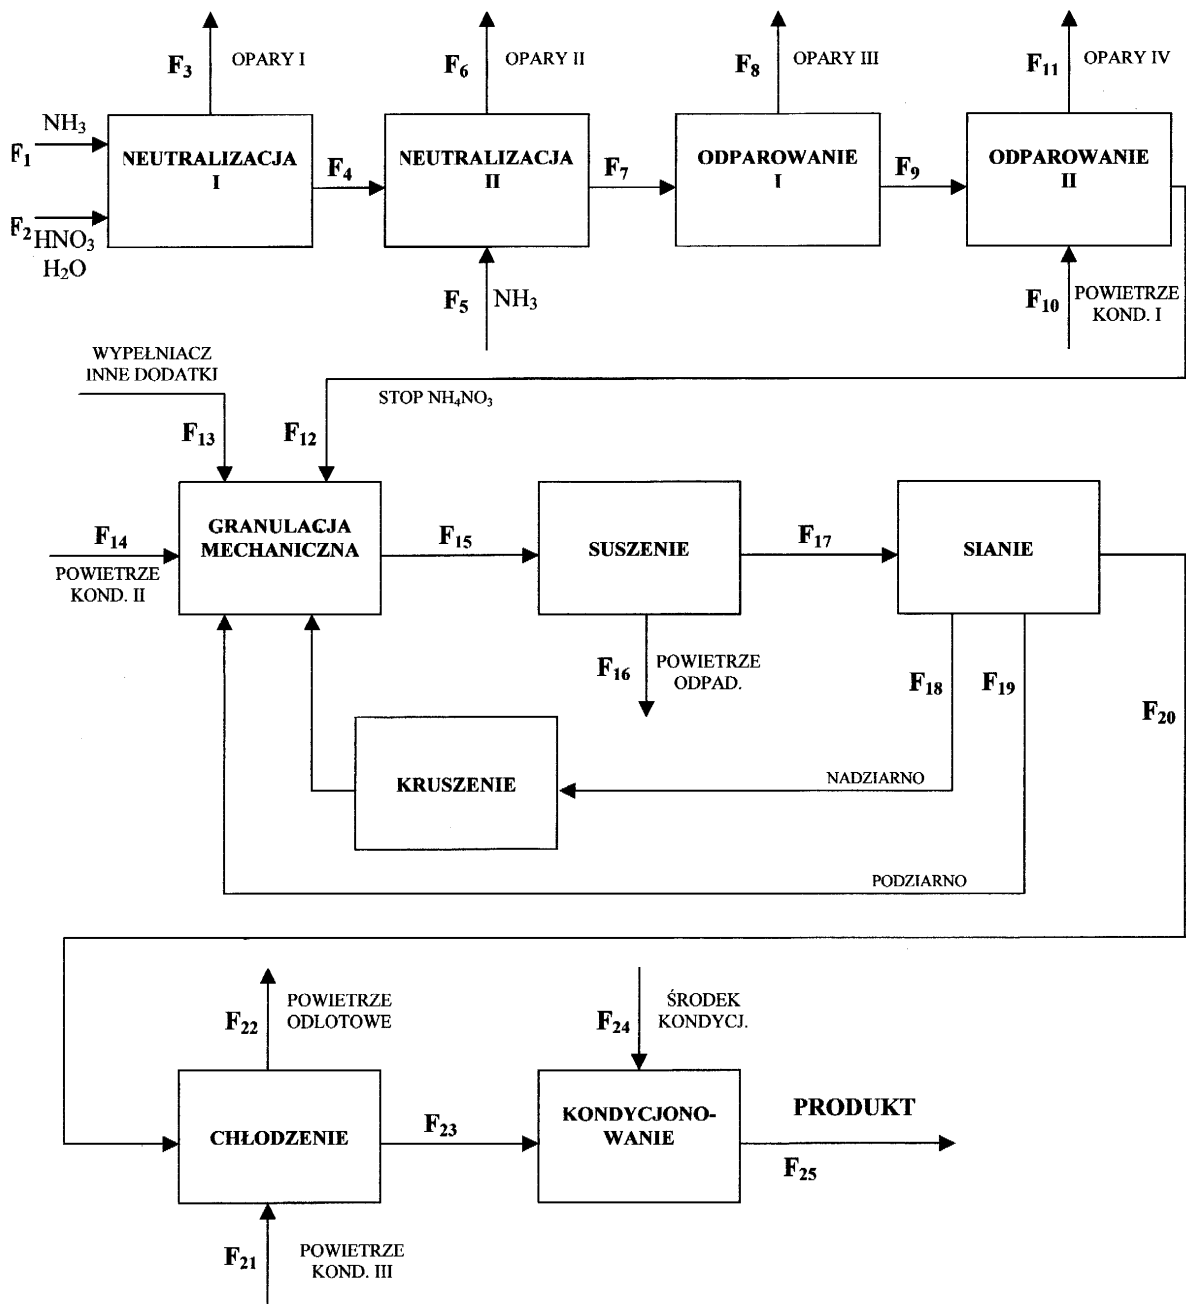 F3 OPARY I
F6 OPARY II
F8 OPARY III
F11 OPARY IV
NH3
F1
NEUTRALIZACJA
I
F4
NEUTRALIZACJA
II
F7
ODPAROWANIE
I
F9
ODPAROWANIE
II
F2 HNO3
H2O
F5 NH3
F10 POWIETRZE
KOND. I
WYPEŁNIACZ
INNE DODATKI
STOP NH4NO3
F13
F12
F14
POWIETRZE
KOND. II
GRANULACJA
MECHANICZNA
F15
SUSZENIE
F17
SIANIE
F16 POWIETRZE
ODPAD.
F18
F19
F20
KRUSZENIE
NADZIARNO
PODZIARNO
F22 POWIETRZE
ODLOTOWE
F24 ŚRODEK
KONDYCJ.
CHŁODZENIE
F23
KONDYCJONO-
WANIE
PRODUKT
F25
F21 POWIETRZE
KOND. III